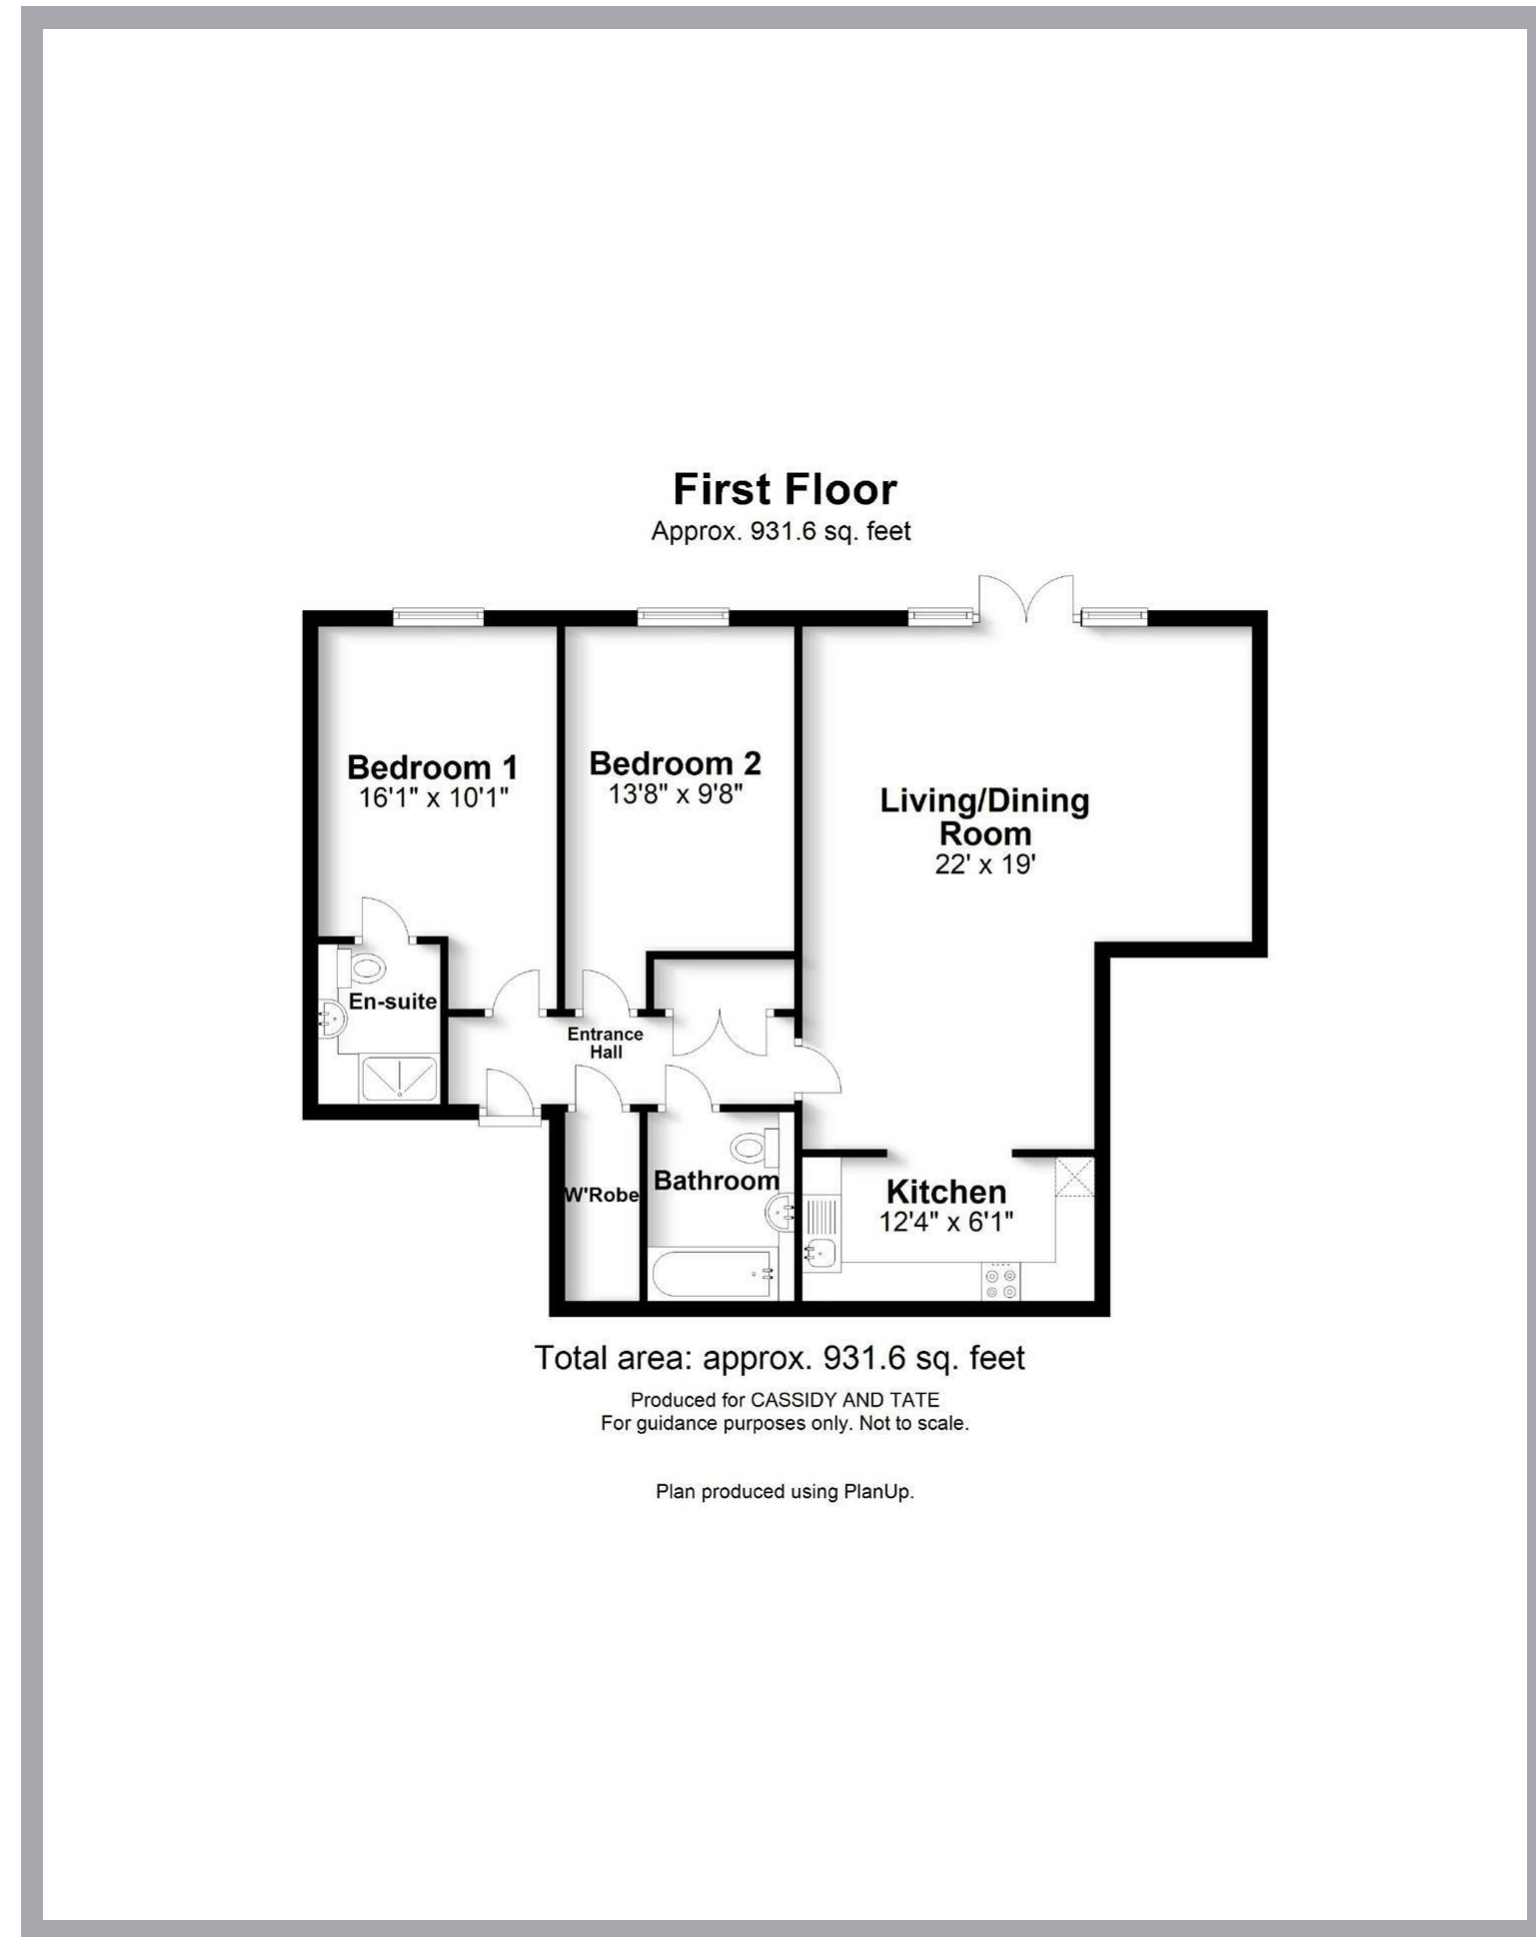 First Floor
Approx. 931.6 sq. feet
Bedroom 1
16'1" x 10'1"
Bedroom 2
13'8" x 9'8"
Living/Dining
Room
22' x 19'
En-suite
Entrance
Hall
W'Robe
Bathroom
Kitchen
12'4" x 6'1"
Total area: approx. 931.6 sq. feet
Produced for CASSIDY AND TATE
For guidance purposes only. Not to scale.
Plan produced using PlanUp.